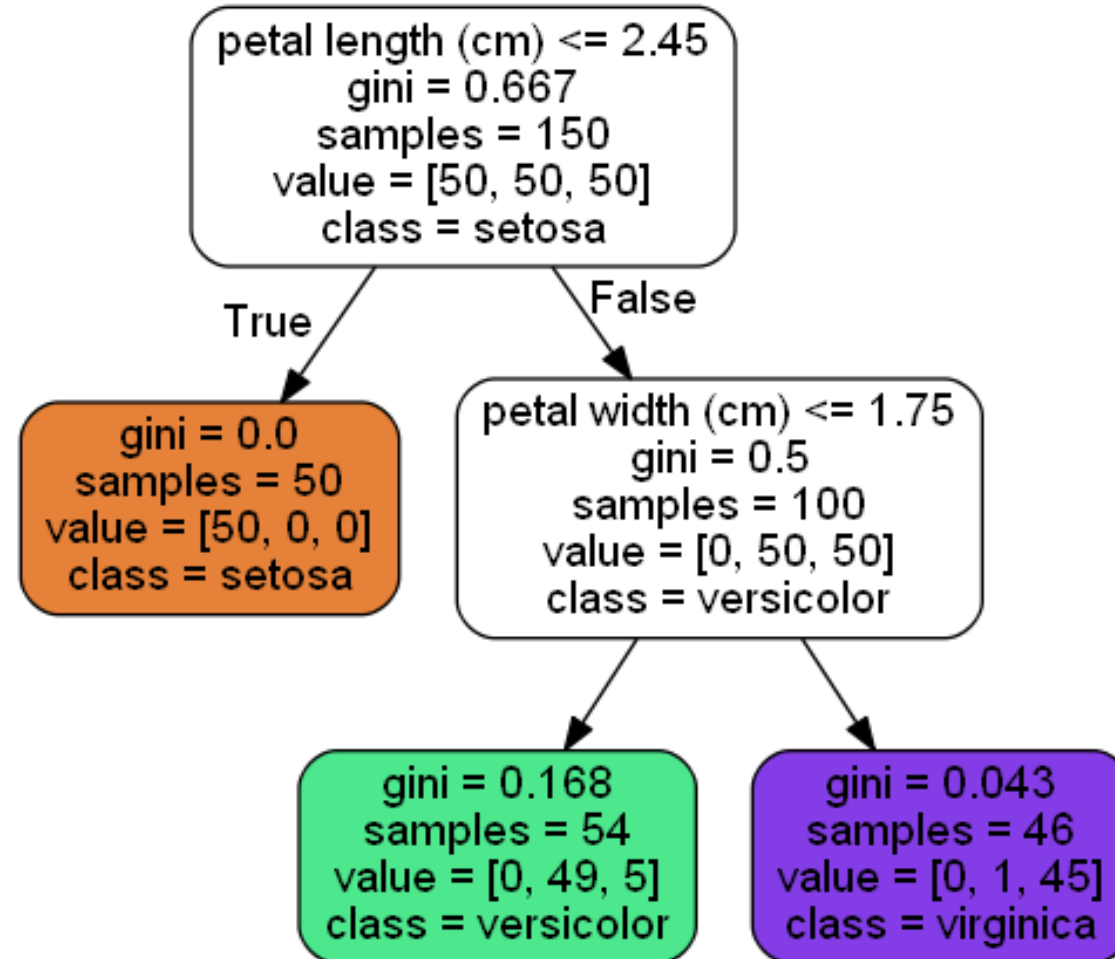 petal length (cm) <= 2.45
gini = 0.667
samples = 150
value = [50, 50, 50]
class = setosa
True
False
gini = 0.0
samples = 50
value = [50, 0, 0]
class = setosa
petal width (cm) <= 1.75
gini = 0.5
samples = 100
value = [0, 50, 50]
class = versicolor
gini = 0.168
samples = 54
value = [0, 49, 5]
class = versicolor
gini = 0.043
samples = 46
value = [0, 1, 45]
class = virginica